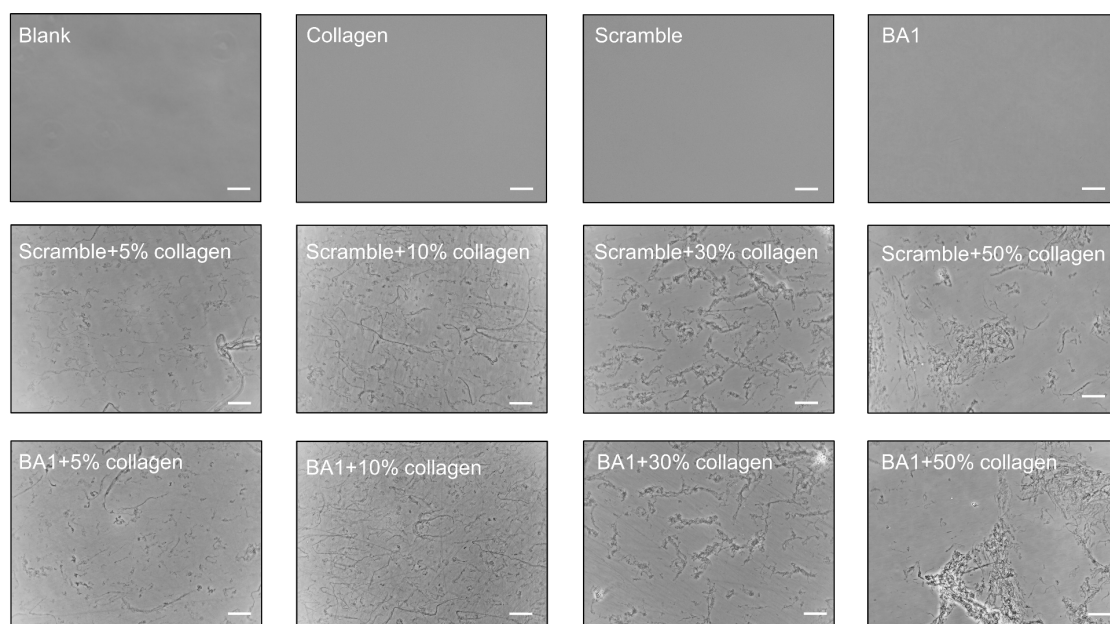 Blank
Collagen
Scramble
BA1
Scramble+5% collagen
Scramble+10% collagen
Scramble+30% collagen
Scramble+50% collagen
BA1+5% collagen
BA1+10% collagen
BA1+30% collagen
BA1+50% collagen